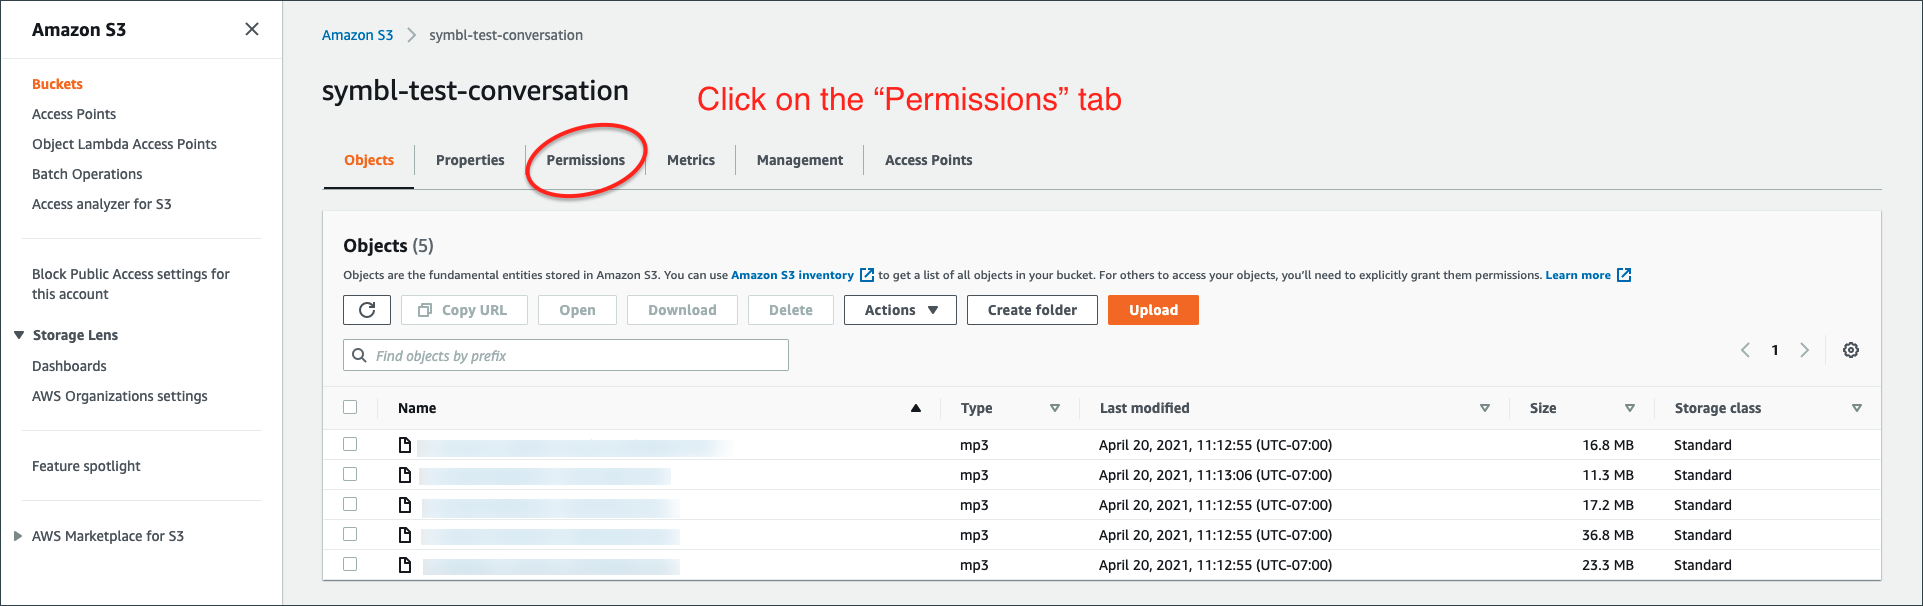 Amazon S3
Buckets
Access Points
Object Lambda Access Points
Batch Operations
Access analyzer for S3
Block Public Access settings for
this account
Storage Lens
Dashboards
AWS Organizations settings
Feature spotlight
AWS Marketplace for S3
Amazon S3 symbl-test-conversation
symbl-test-conversation
Click on the “Permissions” tab
Objects Properties Permissions Metrics Management Access Points
Objects (5)
Objects are the fundamental entities stored in Amazon S3. You can use Amazon S3 inventory to get a list of all objects in your bucket. For others to access your objects, you’ll need to explicitly grant them permissions. Learn more
Copy URL Open Download Delete Actions Create folder Upload
Find objects by prefix
1
Name Type Last modified Size Storage class
mp3 April 20, 2021, 11:12:55 (UTC-07:00) 16.8 MB Standard
mp3 April 20, 2021, 11:13:06 (UTC-07:00) 11.3 MB Standard
mp3 April 20, 2021, 11:12:55 (UTC-07:00) 17.2 MB Standard
mp3 April 20, 2021, 11:12:55 (UTC-07:00) 36.8 MB Standard
mp3 April 20, 2021, 11:12:55 (UTC-07:00) 23.3 MB Standard